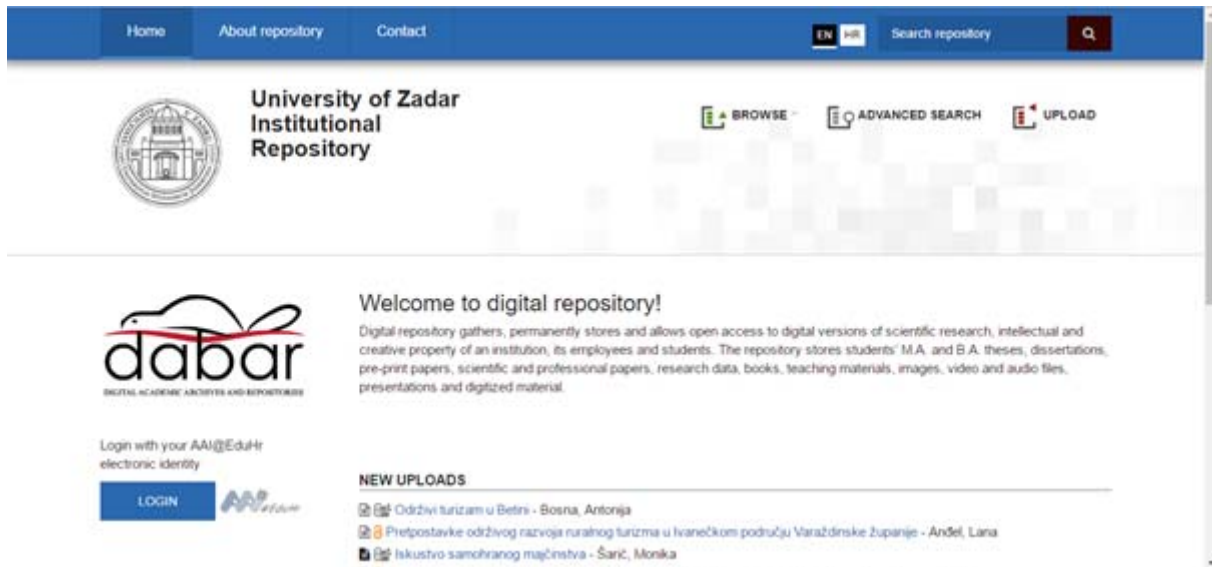 Home About repository Contact EN HR Search repository
University of Zadar
Institutional
Repository
BROWSE ADVANCED SEARCH UPLOAD
dabar
DIGITAL ACADEMIC ARCHIVES AND REPOSITORIES
Welcome to digital repository!
Digital repository gathers, permanently stores and allows open access to digital versions of scientific research, intellectual and
creative property of an institution, its employees and students. The repository stores students' M.A. and B.A. theses, dissertations,
pre-print papers, scientific and professional papers, research data, books, teaching materials, images, video and audio files,
presentations and digitized material.
Login with your AAI@EduHr
electronic identity
LOGIN
NEW UPLOADS
Održivi turizam u Betini - Bosna, Antonija
Pretpostavke održivog razvoja ruralnog turizma u Ivanečkom području Varaždinske županije - Anđel, Lana
Iskustvo samohranog majčinstva - Šarić, Monika